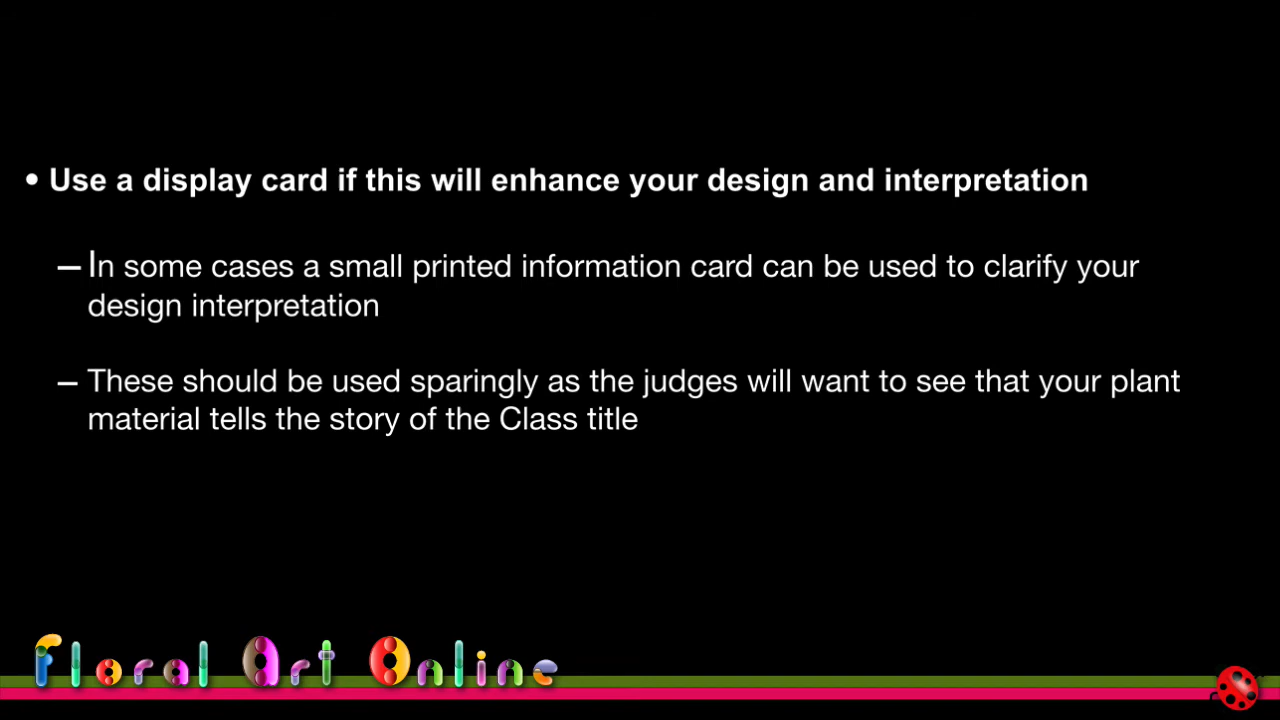 • Use a display card if this will enhance your design and interpretation
– In some cases a small printed information card can be used to clarify your
design interpretation
– These should be used sparingly as the judges will want to see that your plant
material tells the story of the Class title
Floral Art Online